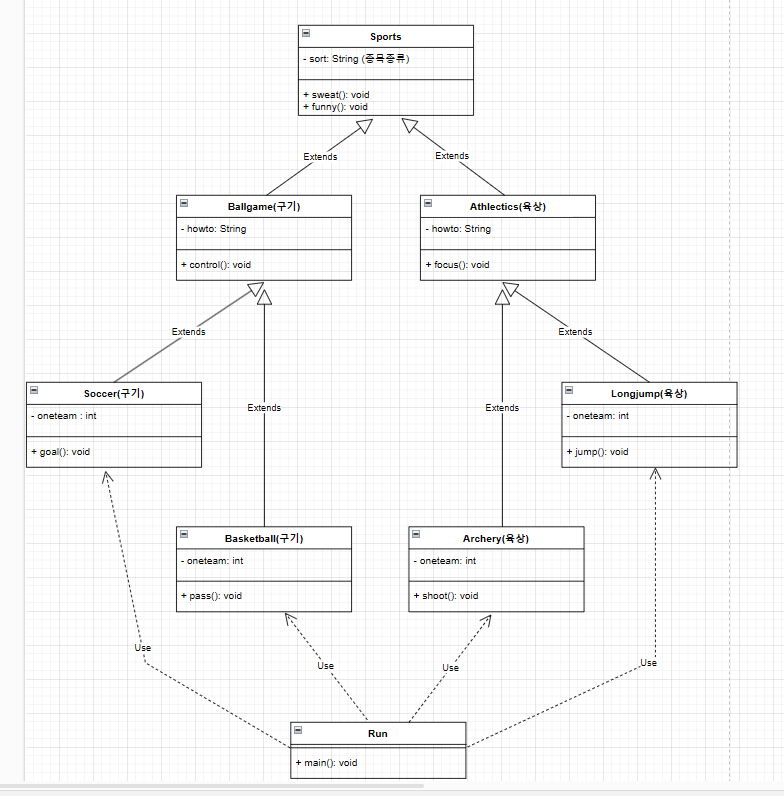 Sports
- sort: String (종목종류)
+ sweat(): void
+ funny(): void
Extends
Extends
Ballgame(구기)
- howto: String
+ control(): void
Athlectics(육상)
- howto: String
+ focus(): void
Extends
Extends
Soccer(구기)
- oneteam : int
+ goal(): void
Extends
Extends
Longjump(육상)
- oneteam: int
+ jump(): void
Basketball(구기)
- oneteam: int
+ pass(): void
Archery(육상)
- oneteam: int
+ shoot(): void
Use
Use
Use
Use
Run
+ main(): void